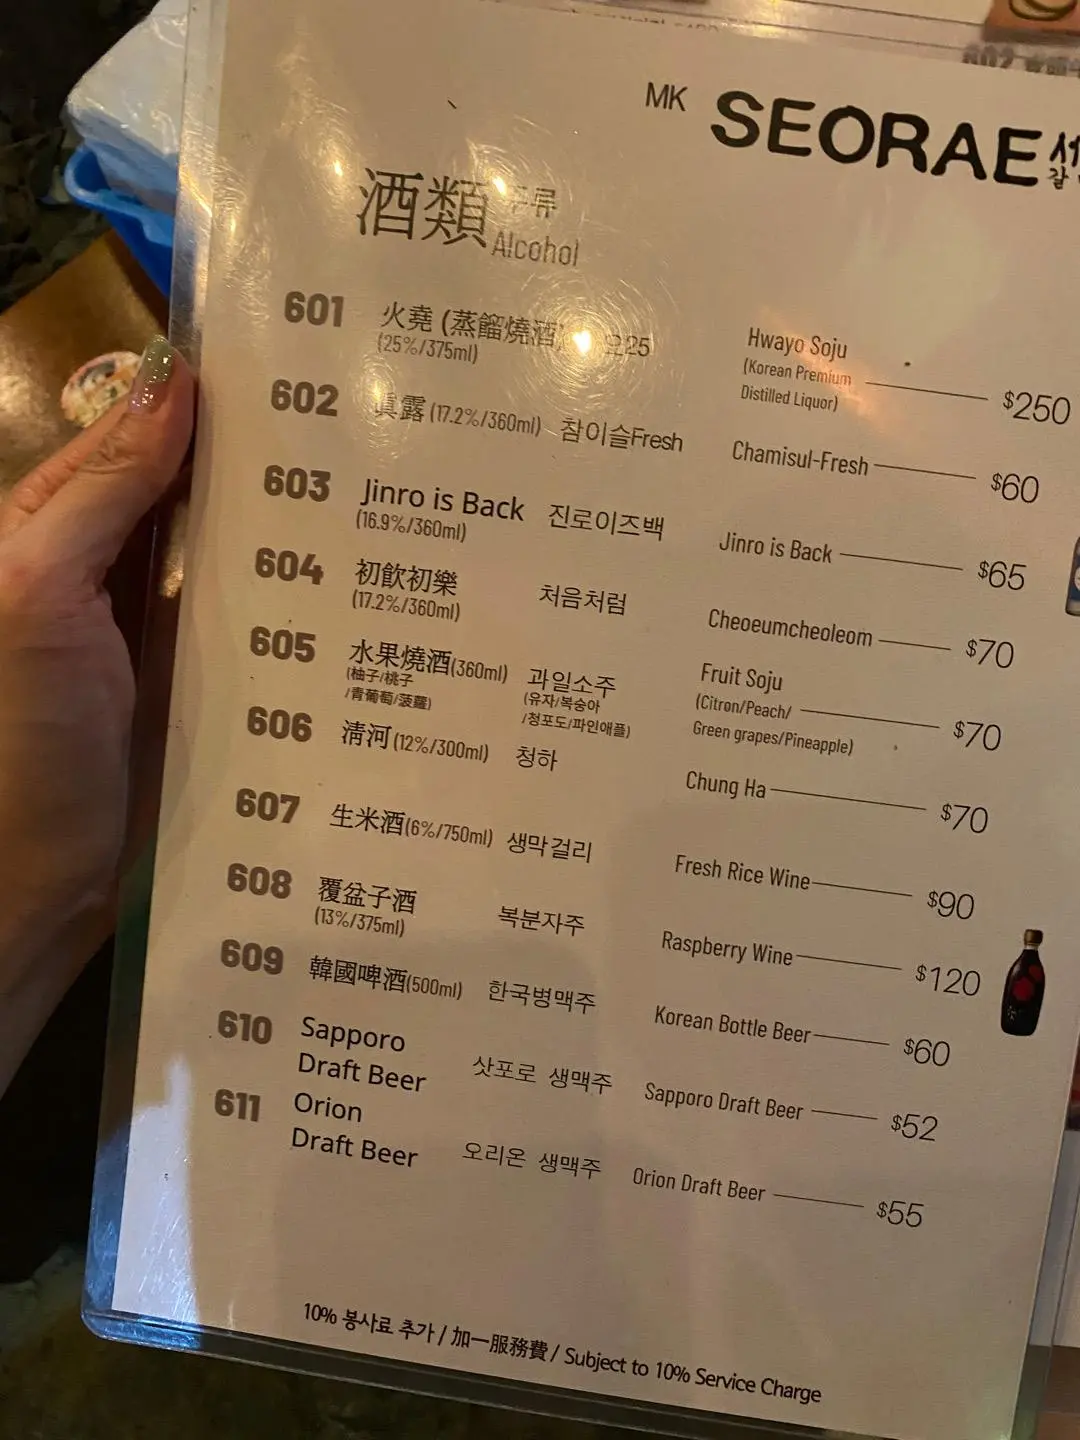 MK SEORAE
酒類
Alcohol
601 火堯 (蒸餾燒酒) 요25 Hwayo Soju $250
(25%/375ml) (Korean Premium
Distilled Liquor)
602 眞露 (17.2%/360ml) 참이슬Fresh Chamisul-Fresh $60
603 Jinro is Back 진로이즈백 Jinro is Back $65
(16.9%/360ml)
604 初飮初樂 처음처럼 Cheoeumcheoleom $70
(17.2%/360ml)
605 水果燒酒(360ml) 과일소주 Fruit Soju $70
(柚子/桃子 (유자/복숭아 (Citron/Peach/
/青葡萄/菠蘿) /청포도/파인애플) Green grapes/Pineapple)
606 淸河 (12%/300ml) 청하 Chung Ha $70
607 生米酒(6%/750ml) 생막걸리 Fresh Rice Wine $90
608 覆盆子酒 복분자주 Raspberry Wine $120
(13%/375ml)
609 韓國啤酒(500ml) 한국병맥주 Korean Bottle Beer $60
610 Sapporo
Draft Beer 삿포로 생맥주 Sapporo Draft Beer $52
611 Orion
Draft Beer 오리온 생맥주 Orion Draft Beer $55
10% 봉사료 추가 / 加一服務費 / Subject to 10% Service Charge